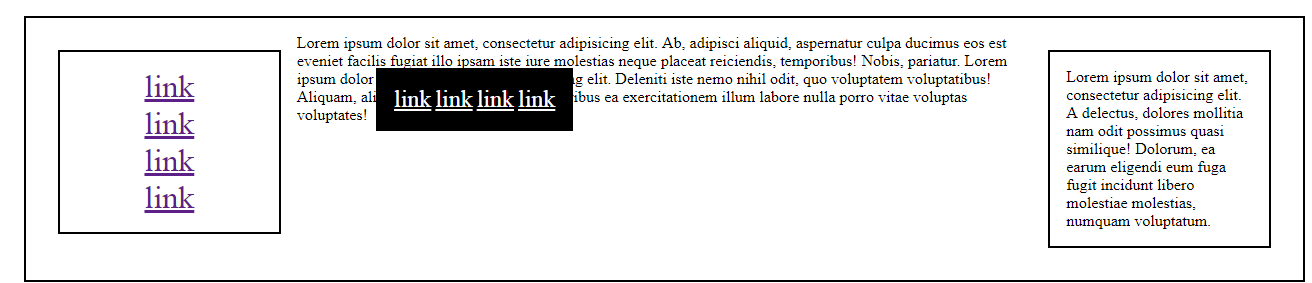 link
link
link
link
Lorem ipsum dolor sit amet, consectetur adipisicing elit. Ab, adipisci aliquid, aspernatur culpa ducimus eos est
eveniet facilis fugiat illo ipsam iste iure molestias neque placeat reiciendis, temporibus! Nobis, pariatur. Lorem
ipsum dolor g elit. Deleniti iste nemo nihil odit, quo voluptatem voluptatibus!
Aliquam, ali ibus ea exercitationem illum labore nulla porro vitae voluptas
voluptates!
link link link link
Lorem ipsum dolor sit amet,
consectetur adipisicing elit.
A delectus, dolores mollitia
nam odit possimus quasi
similique! Dolorum, ea
earum eligendi eum fuga
fugit incidunt libero
molestiae molestias,
numquam voluptatum.